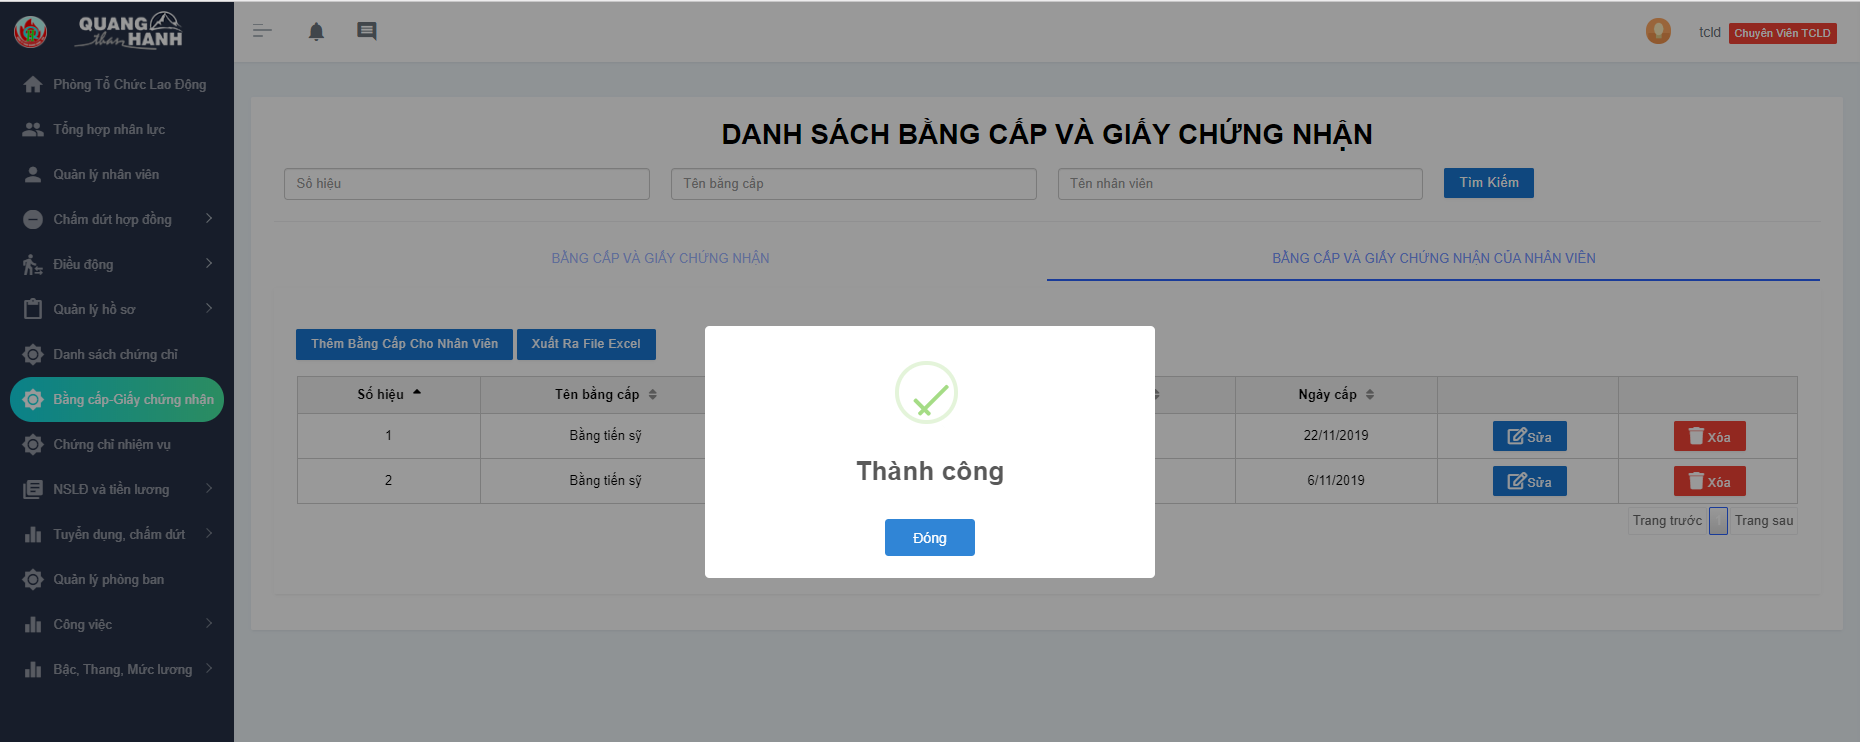 QUANG
than HANH
tcld Chuyên Viên TCLD
Phòng Tổ Chức Lao Động
Tổng hợp nhân lực
Quản lý nhân viên
Chấm dứt hợp đồng
Điều động
Quản lý hồ sơ
Danh sách chứng chỉ
Bằng cấp-Giấy chứng nhận
Chứng chỉ nhiệm vụ
NSLĐ và tiền lương
Tuyển dụng, chấm dứt
Quản lý phòng ban
Công việc
Bậc, Thang, Mức lương
DANH SÁCH BẰNG CẤP VÀ GIẤY CHỨNG NHẬN
Số hiệu Tên bằng cấp Tên nhân viên Tìm Kiếm
BẰNG CẤP VÀ GIẤY CHỨNG NHẬN BẰNG CẤP VÀ GIẤY CHỨNG NHẬN CỦA NHÂN VIÊN
Thêm Bằng Cấp Cho Nhân Viên Xuất Ra File Excel
Số hiệu Tên bằng cấp Ngày cấp
1 Bằng tiến sỹ 22/11/2019 Sửa Xóa
2 Bằng tiến sỹ 6/11/2019 Sửa Xóa
Trang trước 1 Trang sau
Thành công
Đóng